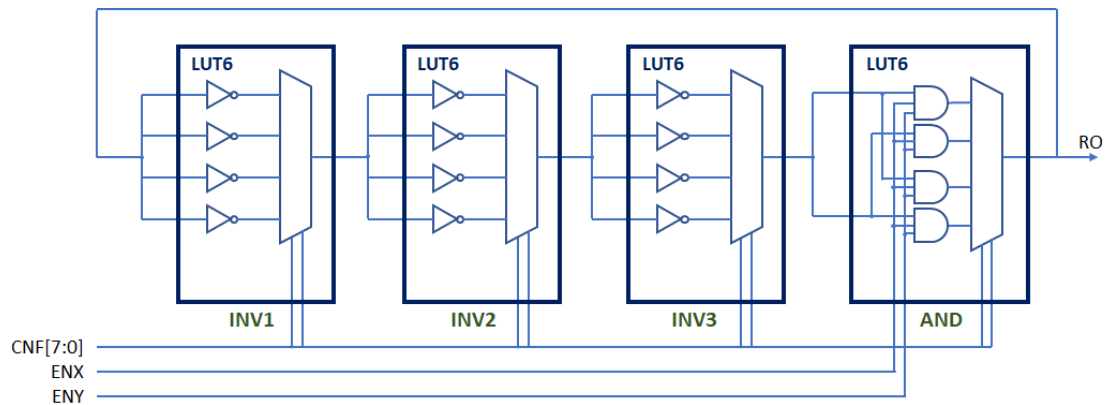 LUT6 LUT6 LUT6 LUT6
RO
INV1 INV2 INV3 AND
CNF[7:0]
ENX
ENY